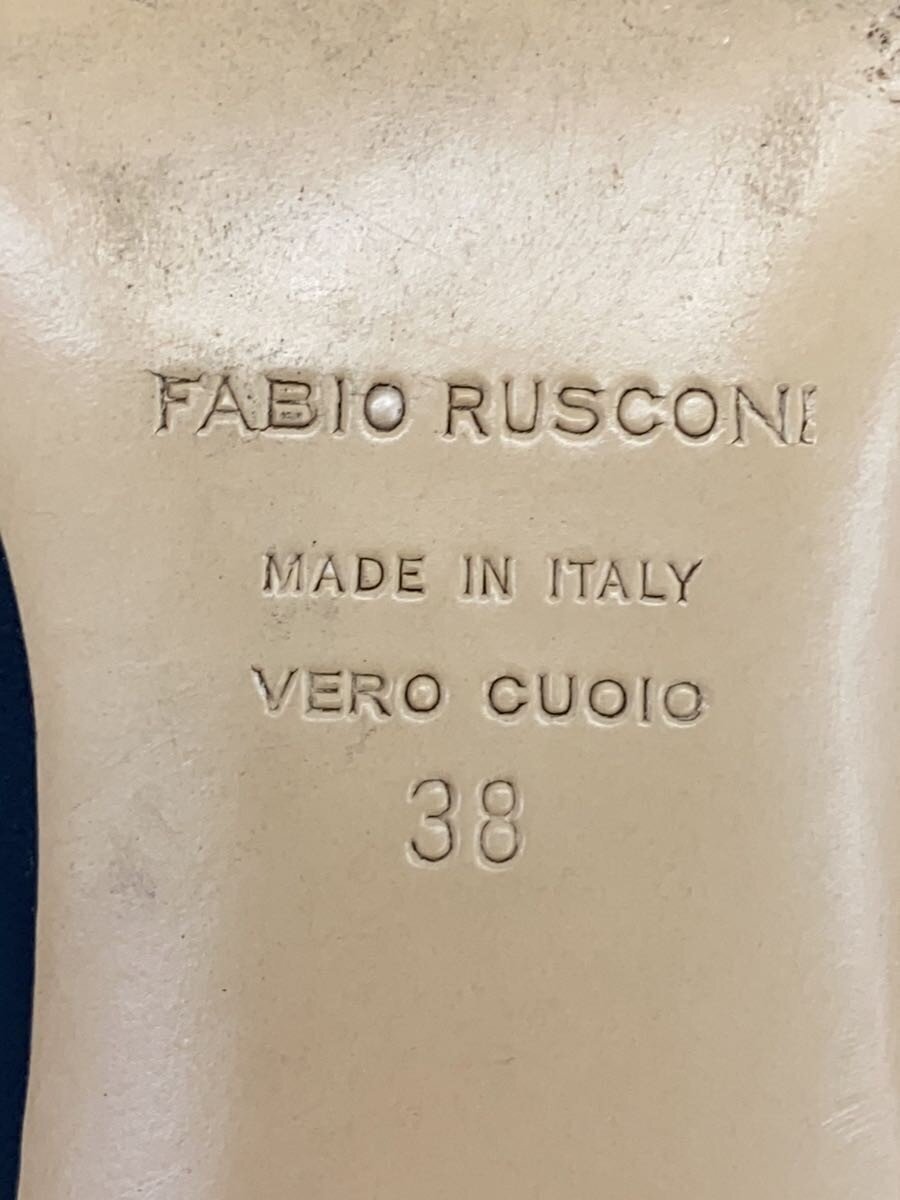 FABIO RUSCONI
MADE IN ITALY
VERO CUOIO
38